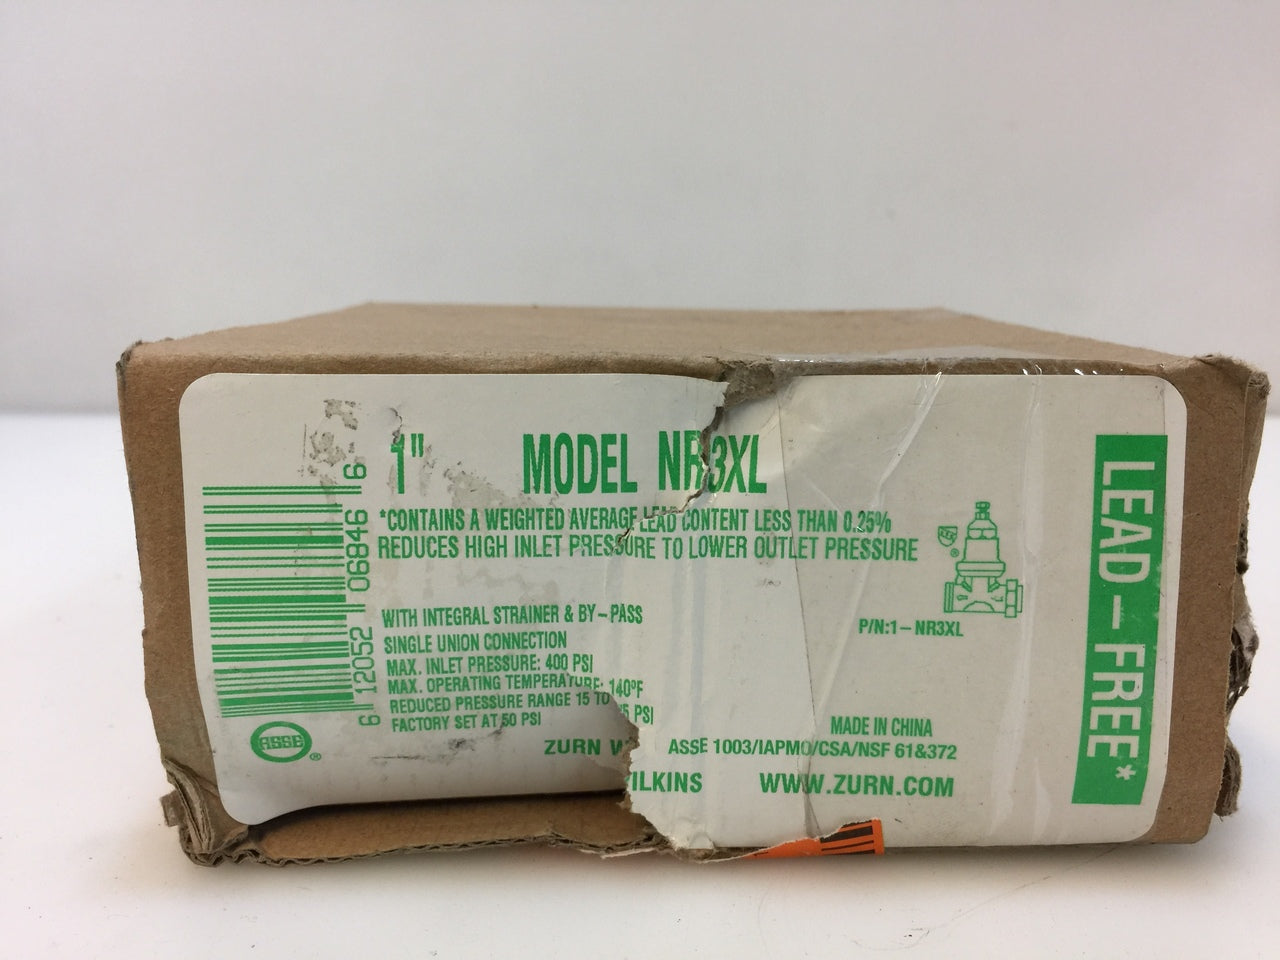 1" MODEL NR3XL
*CONTAINS A WEIGHTED AVERAGE LEAD CONTENT LESS THAN 0.25%
REDUCES HIGH INLET PRESSURE TO LOWER OUTLET PRESSURE
WITH INTEGRAL STRAINER & BY-PASS
SINGLE UNION CONNECTION
MAX. INLET PRESSURE: 400 PSI
MAX. OPERATING TEMPERATURE: 140°F
REDUCED PRESSURE RANGE 15 TO 5 PSI
FACTORY SET AT 50 PSI
ZURN WILKINS
6 12052 06846 6
ASSE ®
®
P/N:1-NR3XL
MADE IN CHINA
ASSE 1003/IAPMO/CSA/NSF 61&372
WWW.ZURN.COM
LEAD-FREE*